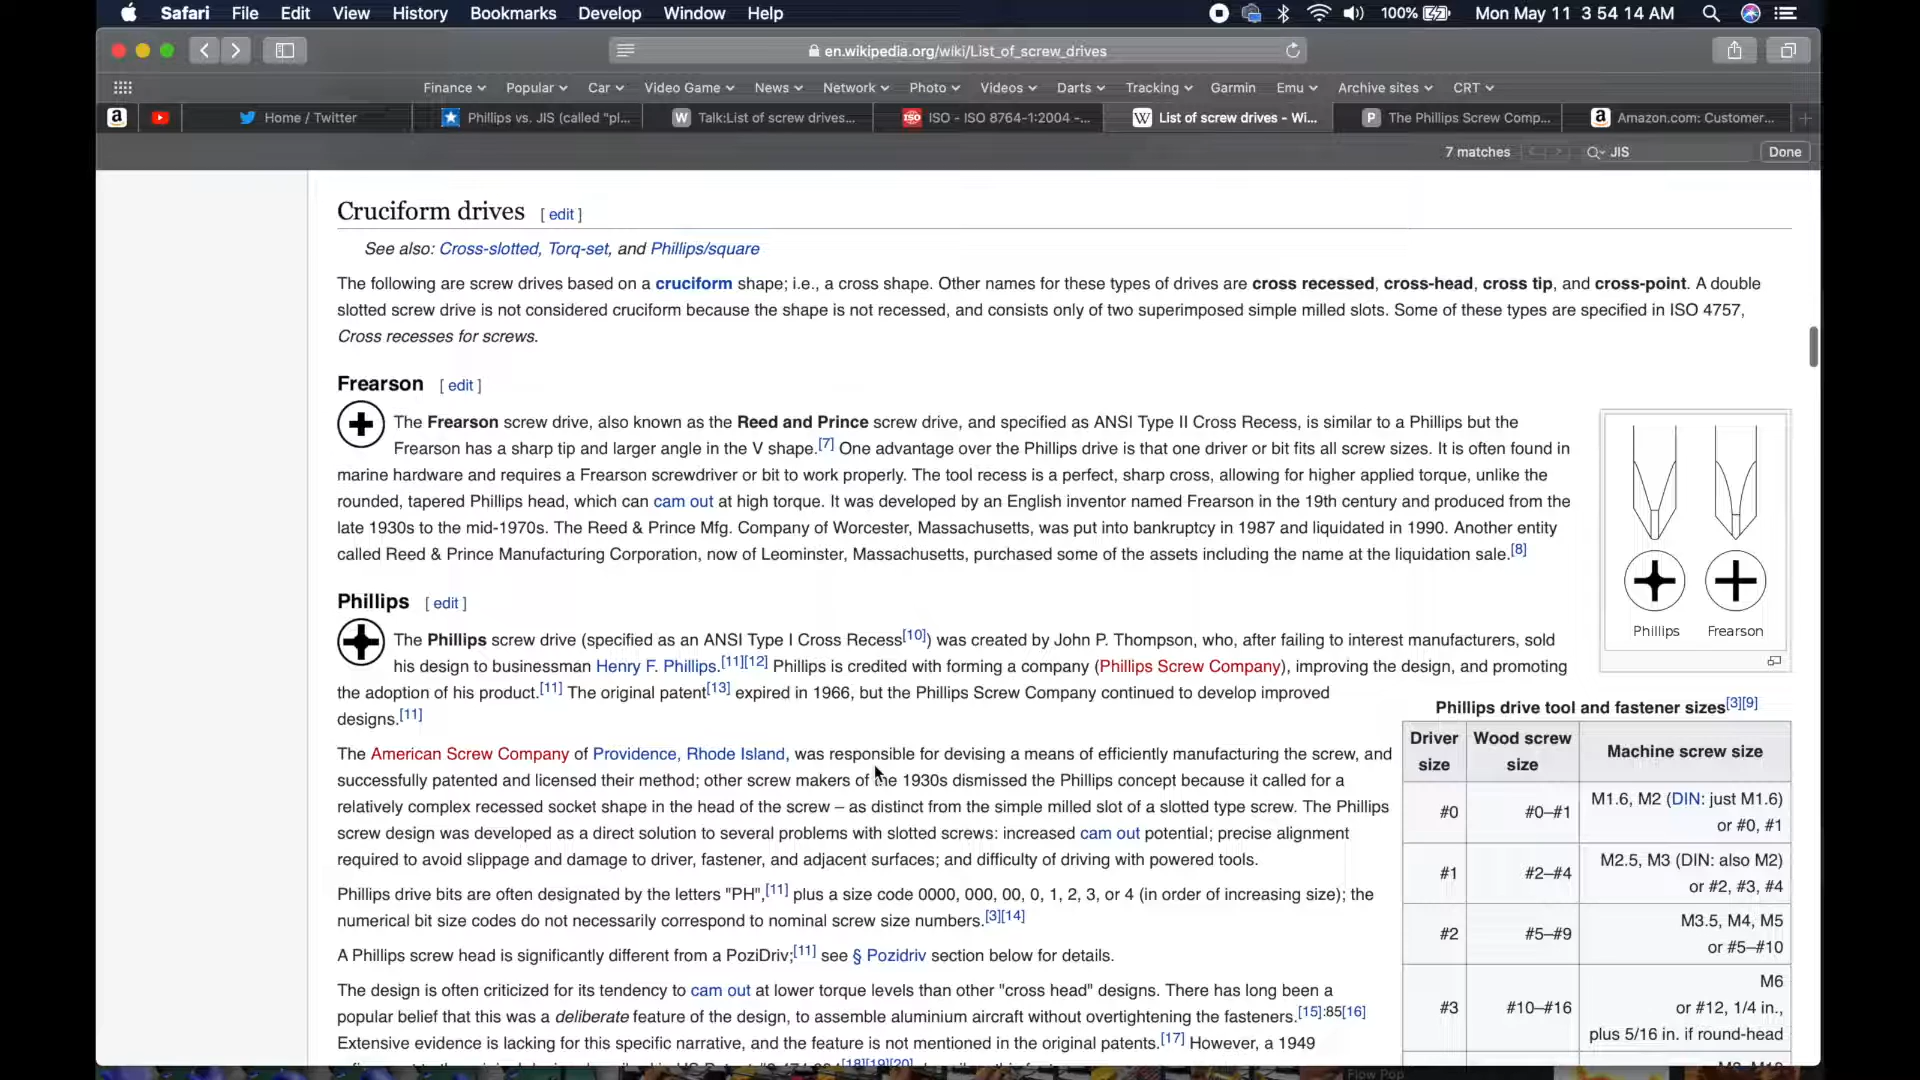 Safari File Edit View History Bookmarks Develop Window Help 100% Mon May 11 3 54 14 AM
en.wikipedia.org/wiki/List_of_screw_drives
Finance Popular Car Video Game News Network Photo Videos Darts Tracking Garmin Emu Archive sites CRT
Home / Twitter Phillips vs. JIS (called "pl... Talk:List of screw drives... ISO - ISO 8764-1:2004 -... List of screw drives - Wi... The Phillips Screw Comp... Amazon.com: Customer...
7 matches JIS Done
Cruciform drives [ edit ]
See also: Cross-slotted, Torq-set, and Phillips/square
The following are screw drives based on a cruciform shape; i.e., a cross shape. Other names for these types of drives are cross recessed, cross-head, cross tip, and cross-point. A double
slotted screw drive is not considered cruciform because the shape is not recessed, and consists only of two superimposed simple milled slots. Some of these types are specified in ISO 4757,
Cross recesses for screws.
Frearson [ edit ]
The Frearson screw drive, also known as the Reed and Prince screw drive, and specified as ANSI Type II Cross Recess, is similar to a Phillips but the
Frearson has a sharp tip and larger angle in the V shape.[7] One advantage over the Phillips drive is that one driver or bit fits all screw sizes. It is often found in
marine hardware and requires a Frearson screwdriver or bit to work properly. The tool recess is a perfect, sharp cross, allowing for higher applied torque, unlike the
rounded, tapered Phillips head, which can cam out at high torque. It was developed by an English inventor named Frearson in the 19th century and produced from the
late 1930s to the mid-1970s. The Reed & Prince Mfg. Company of Worcester, Massachusetts, was put into bankruptcy in 1987 and liquidated in 1990. Another entity
called Reed & Prince Manufacturing Corporation, now of Leominster, Massachusetts, purchased some of the assets including the name at the liquidation sale.[8]
Phillips Frearson
Phillips [ edit ]
The Phillips screw drive (specified as an ANSI Type I Cross Recess[10]) was created by John P. Thompson, who, after failing to interest manufacturers, sold
his design to businessman Henry F. Phillips.[11][12] Phillips is credited with forming a company (Phillips Screw Company), improving the design, and promoting
the adoption of his product.[11] The original patent[13] expired in 1966, but the Phillips Screw Company continued to develop improved
designs.[11]
The American Screw Company of Providence, Rhode Island, was responsible for devising a means of efficiently manufacturing the screw, and
successfully patented and licensed their method; other screw makers of the 1930s dismissed the Phillips concept because it called for a
relatively complex recessed socket shape in the head of the screw – as distinct from the simple milled slot of a slotted type screw. The Phillips
screw design was developed as a direct solution to several problems with slotted screws: increased cam out potential; precise alignment
required to avoid slippage and damage to driver, fastener, and adjacent surfaces; and difficulty of driving with powered tools.
Phillips drive bits are often designated by the letters "PH",[11] plus a size code 0000, 000, 00, 0, 1, 2, 3, or 4 (in order of increasing size); the
numerical bit size codes do not necessarily correspond to nominal screw size numbers.[3][14]
A Phillips screw head is significantly different from a PoziDriv;[11] see § Pozidriv section below for details.
The design is often criticized for its tendency to cam out at lower torque levels than other "cross head" designs. There has long been a
popular belief that this was a deliberate feature of the design, to assemble aluminium aircraft without overtightening the fasteners.[15]:85[16]
Extensive evidence is lacking for this specific narrative, and the feature is not mentioned in the original patents.[17] However, a 1949
Phillips drive tool and fastener sizes[3][9]
Driver size Wood screw size Machine screw size
#0 #0–#1 M1.6, M2 (DIN: just M1.6)
or #0, #1
#1 #2–#4 M2.5, M3 (DIN: also M2)
or #2, #3, #4
#2 #5–#9 M3.5, M4, M5
or #5–#10
#3 #10–#16 M6
or #12, 1/4 in.,
plus 5/16 in. if round-head